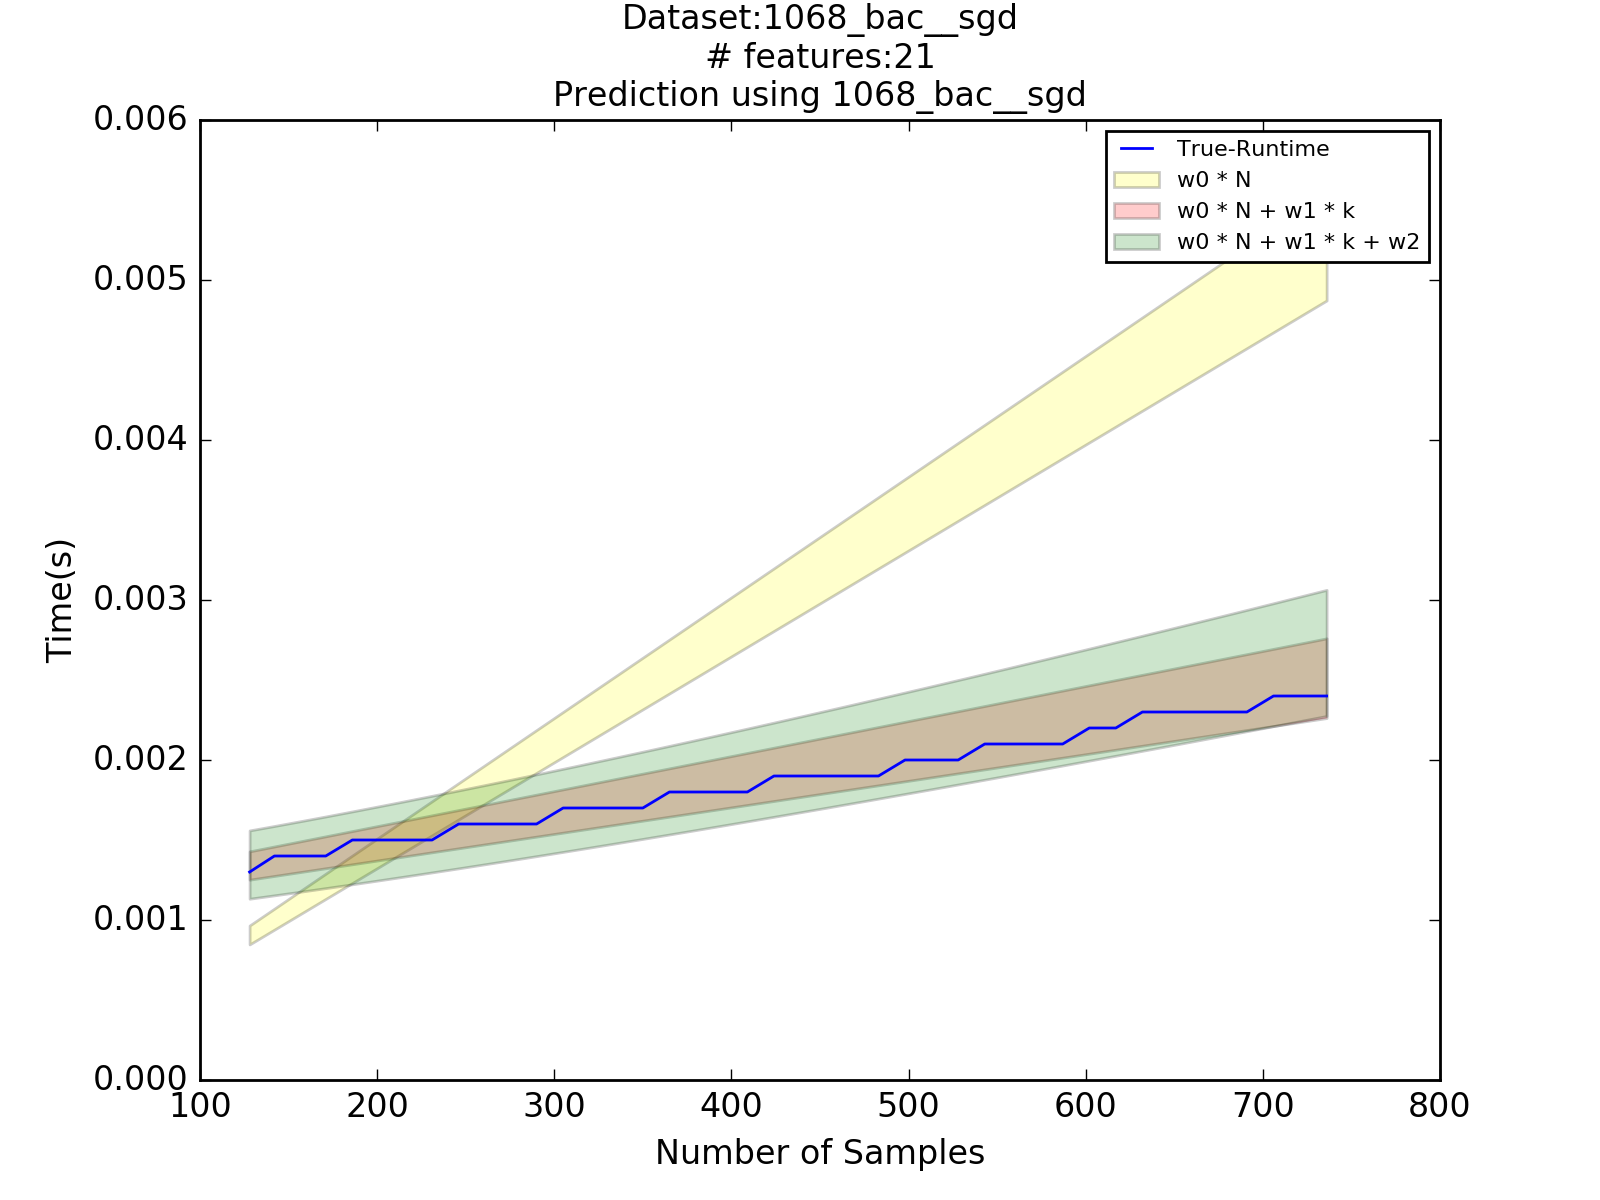 Dataset:1068_bac__sgd
# features:21
Prediction using 1068_bac__sgd
True-Runtime
w0 * N
w0 * N + w1 * k
w0 * N + w1 * k + w2
0.006
0.005
0.004
0.003
0.002
0.001
0.000
Time(s)
100 200 300 400 500 600 700 800
Number of Samples